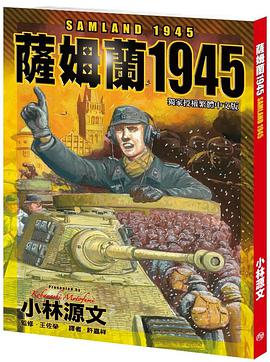 SAMLAND 1945
薩姆蘭1945
獨家授權繁體中文版
Presented by
Kobayashi Motofumi
小林源文
監修・王佐榮 譯者 許嘉祥
薩姆蘭1945
SAMLAND 1945
小林源文